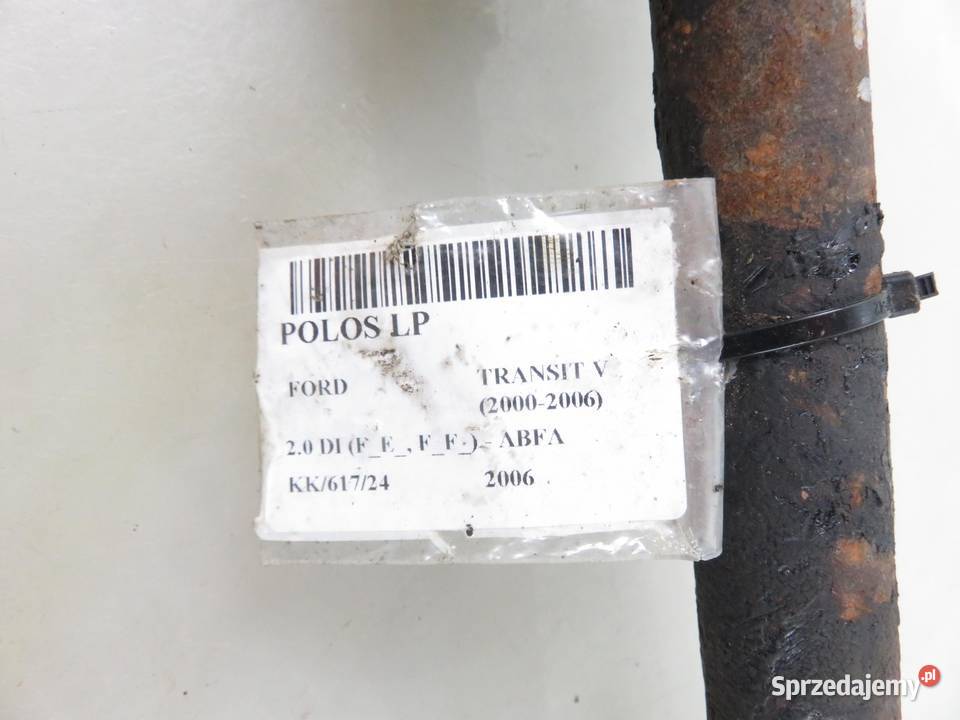 POLOS LP
FORD TRANSIT V
(2000-2006)
2.0 DI (F_E_, F_F_) - ABFA
KK/617/24 2006
Sprzedajemy.pl